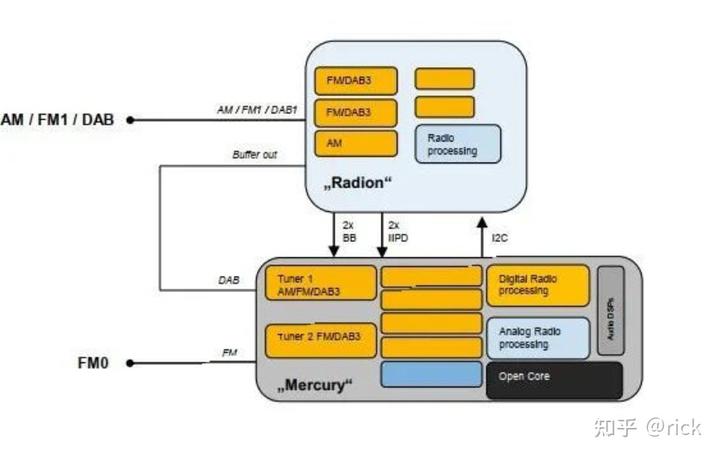 FM/DAB3
FM/DAB3
AM
Radio
processing
„Radion“
AM / FM1 / DAB
AM / FM1 / DAB1
Buffer out
2x
BB
2x
IIPD
I2C
DAB
Tuner 1
AM/FM/DAB3
Digital Radio
processing
Audio DSPs
Tuner 2 FM/DAB3
Analog Radio
processing
FM0
FM
„Mercury“
Open Core
知乎 @rick